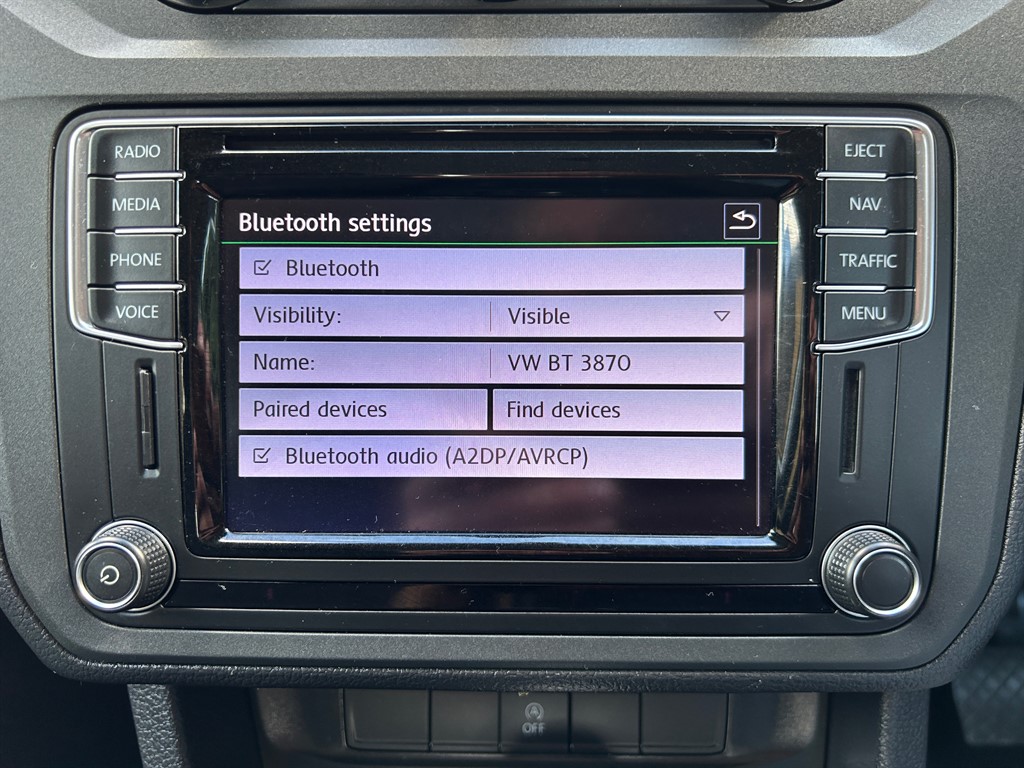 RADIO
MEDIA
PHONE
VOICE
Bluetooth settings
Bluetooth
Visibility: Visible
Name: VW BT 3870
Paired devices Find devices
Bluetooth audio (A2DP/AVRCP)
EJECT
NAV
TRAFFIC
MENU
OFF